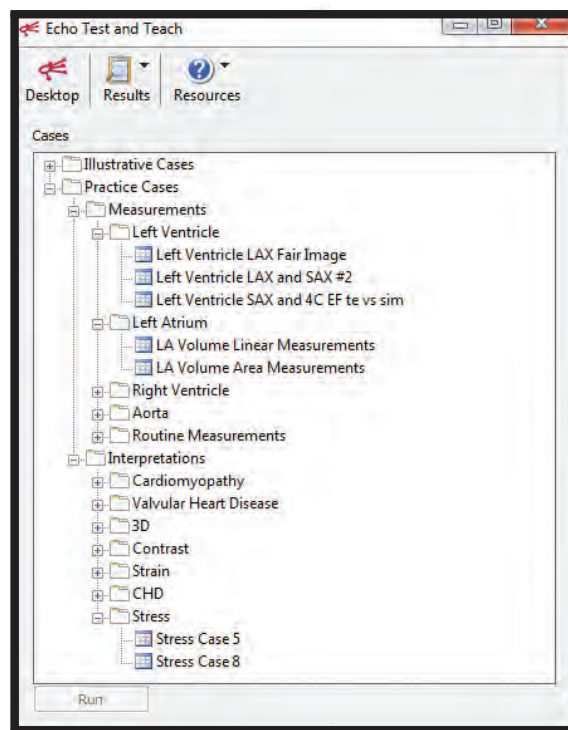 Echo Test and Teach
Desktop Results Resources
Cases
Illustrative Cases
Practice Cases
Measurements
Left Ventricle
Left Ventricle LAX Fair Image
Left Ventricle LAX and SAX #2
Left Ventricle SAX and 4C EF te vs sim
Left Atrium
LA Volume Linear Measurements
LA Volume Area Measurements
Right Ventricle
Aorta
Routine Measurements
Interpretations
Cardiomyopathy
Valvular Heart Disease
3D
Contrast
Strain
CHD
Stress
Stress Case 5
Stress Case 8
Run